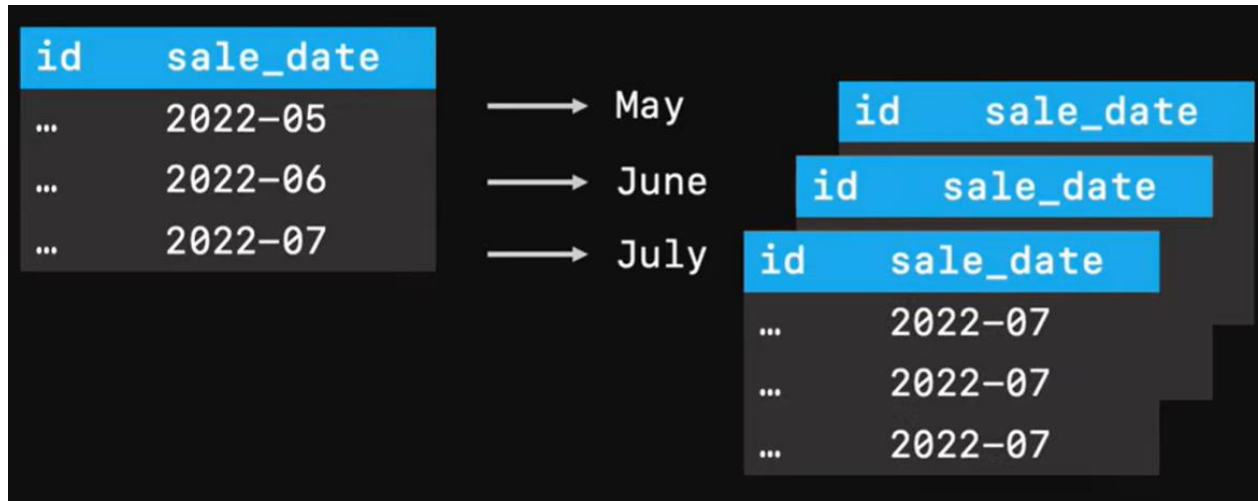 id sale_date
… 2022-05
… 2022-06
… 2022-07
May
June
July
id sale_date
id sale_date
id sale_date
… 2022-07
… 2022-07
… 2022-07